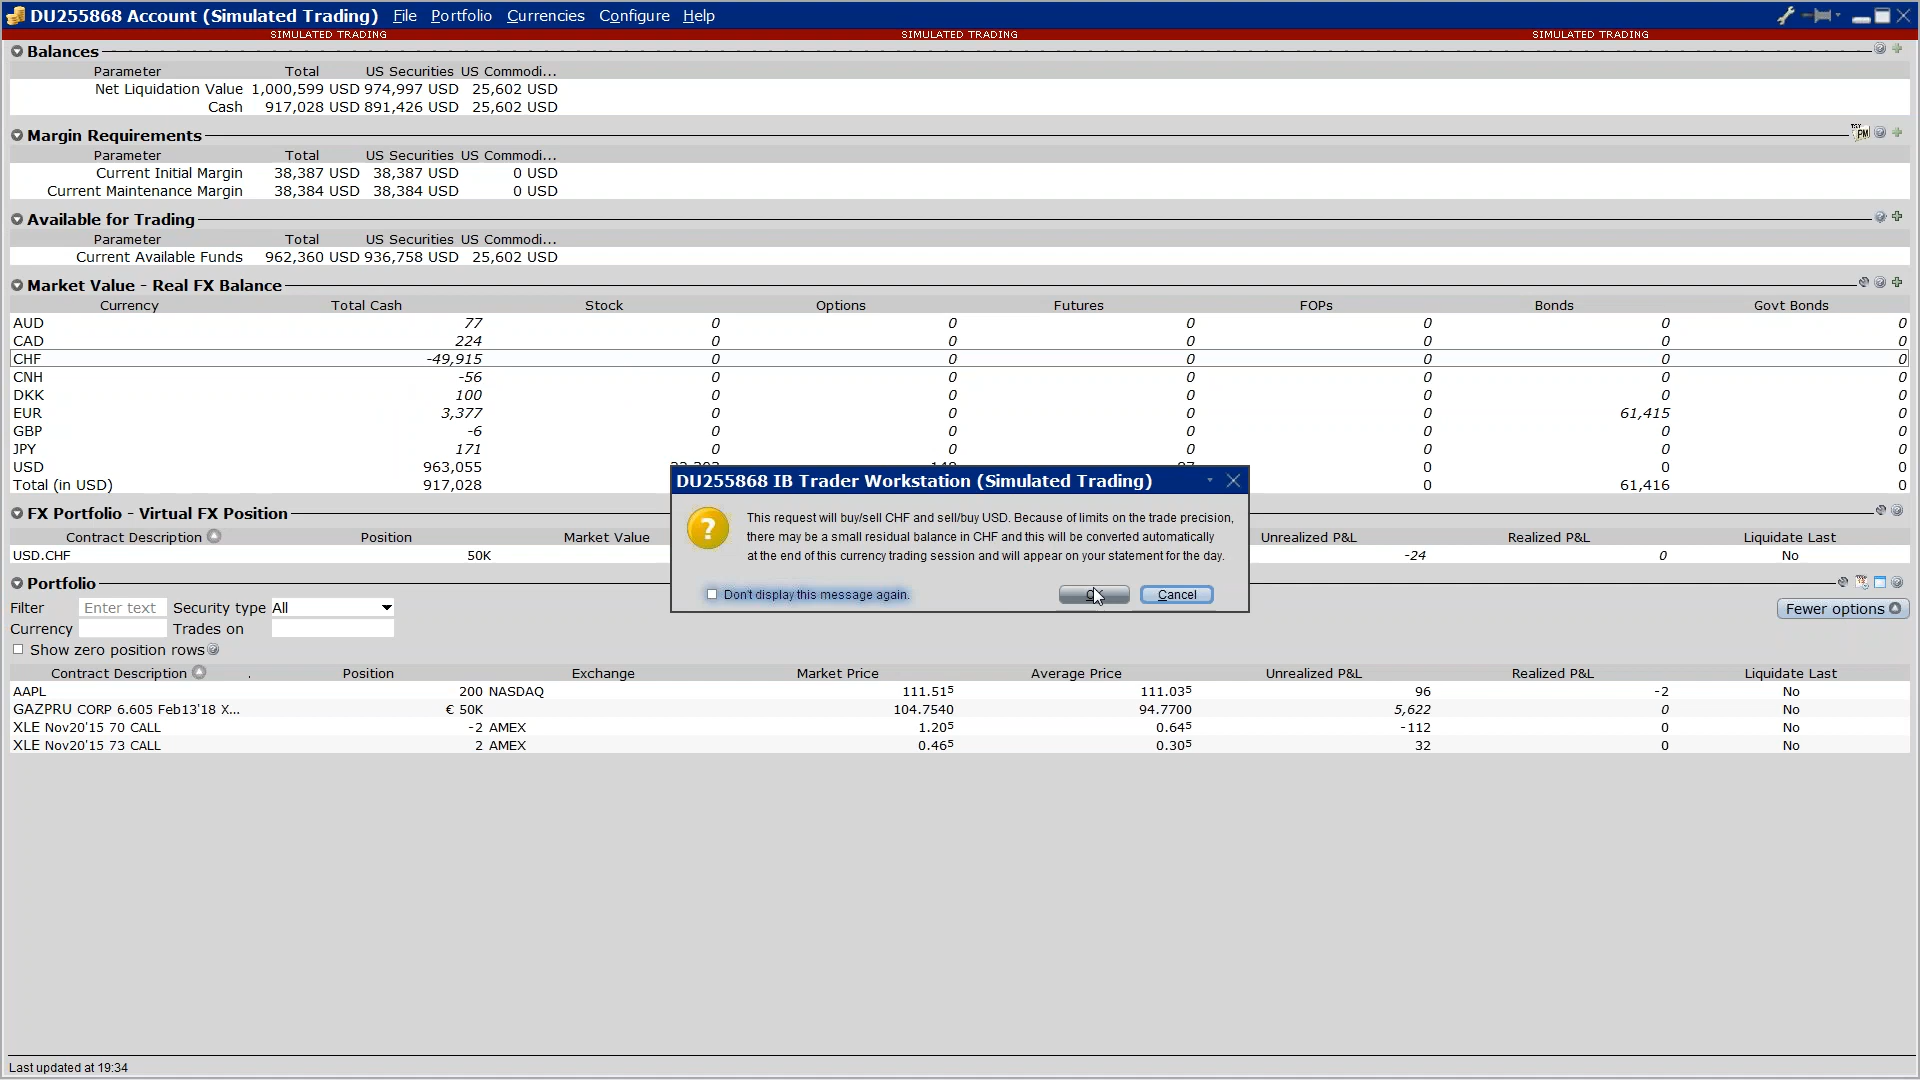 DU255868 Account (Simulated Trading) File Portfolio Currencies Configure Help
SIMULATED TRADING SIMULATED TRADING SIMULATED TRADING
Balances
Parameter Total US Securities US Commodi...
Net Liquidation Value 1,000,599 USD 974,997 USD 25,602 USD
Cash 917,028 USD 891,426 USD 25,602 USD
Margin Requirements
Parameter Total US Securities US Commodi...
Current Initial Margin 38,387 USD 38,387 USD 0 USD
Current Maintenance Margin 38,384 USD 38,384 USD 0 USD
Available for Trading
Parameter Total US Securities US Commodi...
Current Available Funds 962,360 USD 936,758 USD 25,602 USD
Market Value - Real FX Balance
Currency Total Cash Stock Options Futures FOPs Bonds Govt Bonds
AUD 77 0 0 0 0 0 0
CAD 224 0 0 0 0 0 0
CHF -49,915 0 0 0 0 0 0
CNH -56 0 0 0 0 0 0
DKK 100 0 0 0 0 0 0
EUR 3,377 0 0 0 0 61,415 0
GBP -6 0 0 0 0 0 0
JPY 171 0 0 0 0 0 0
USD 963,055 0 0 0
Total (in USD) 917,028 0 61,416 0
DU255868 IB Trader Workstation (Simulated Trading)
This request will buy/sell CHF and sell/buy USD. Because of limits on the trade precision,
there may be a small residual balance in CHF and this will be converted automatically
at the end of this currency trading session and will appear on your statement for the day.
Don't display this message again. Cancel
FX Portfolio - Virtual FX Position
Contract Description Position Market Value Unrealized P&L Realized P&L Liquidate Last
USD.CHF 50K -24 0 No
Portfolio
Filter Enter text Security type All Fewer options
Currency Trades on
Show zero position rows
Contract Description Position Exchange Market Price Average Price Unrealized P&L Realized P&L Liquidate Last
AAPL 200 NASDAQ 111.515 111.035 96 -2 No
GAZPRU CORP 6.605 Feb13'18 X... € 50K 104.7540 94.7700 5,622 0 No
XLE Nov20'15 70 CALL -2 AMEX 1.205 0.645 -112 0 No
XLE Nov20'15 73 CALL 2 AMEX 0.465 0.305 32 0 No
Last updated at 19:34